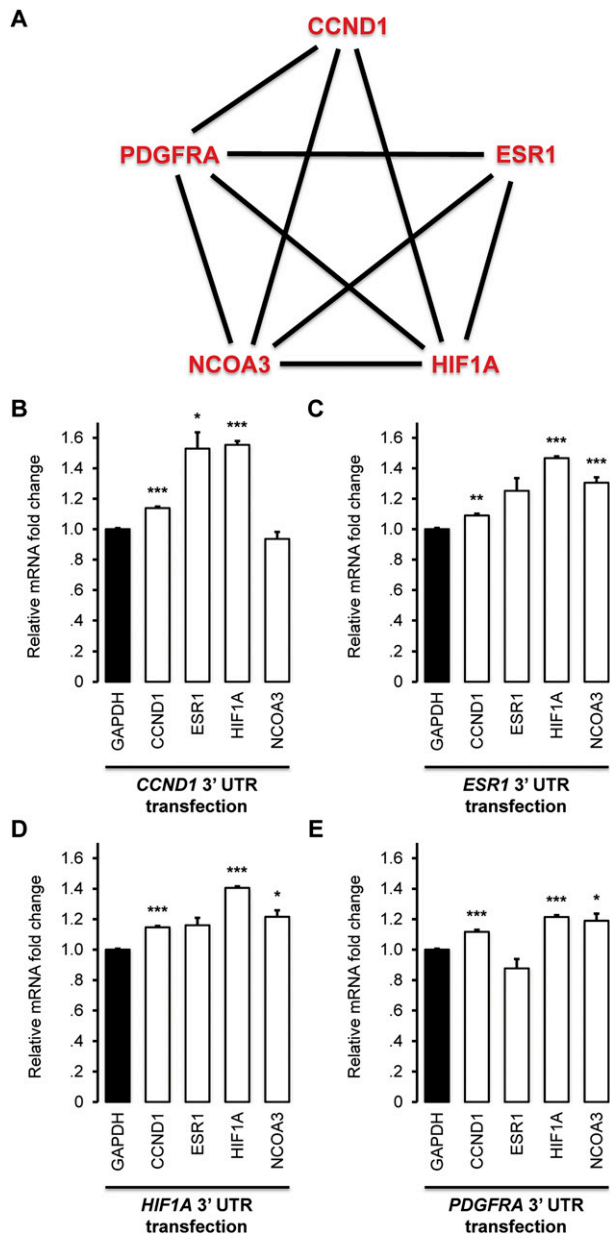 A
CCND1
PDGFRA
ESR1
NCOA3
HIF1A
B
Relative mRNA fold change
1.6
1.4
1.2
1.0
.8
.6
.4
.2
0
***
*
***
GAPDH
CCND1
ESR1
HIF1A
NCOA3
CCND1 3' UTR
transfection
C
Relative mRNA fold change
1.6
1.4
1.2
1.0
.8
.6
.4
.2
0
**
***
***
GAPDH
CCND1
ESR1
HIF1A
NCOA3
ESR1 3' UTR
transfection
D
Relative mRNA fold change
1.6
1.4
1.2
1.0
.8
.6
.4
.2
0
***
***
*
GAPDH
CCND1
ESR1
HIF1A
NCOA3
HIF1A 3' UTR
transfection
E
Relative mRNA fold change
1.6
1.4
1.2
1.0
.8
.6
.4
.2
0
***
***
*
GAPDH
CCND1
ESR1
HIF1A
NCOA3
PDGFRA 3' UTR
transfection